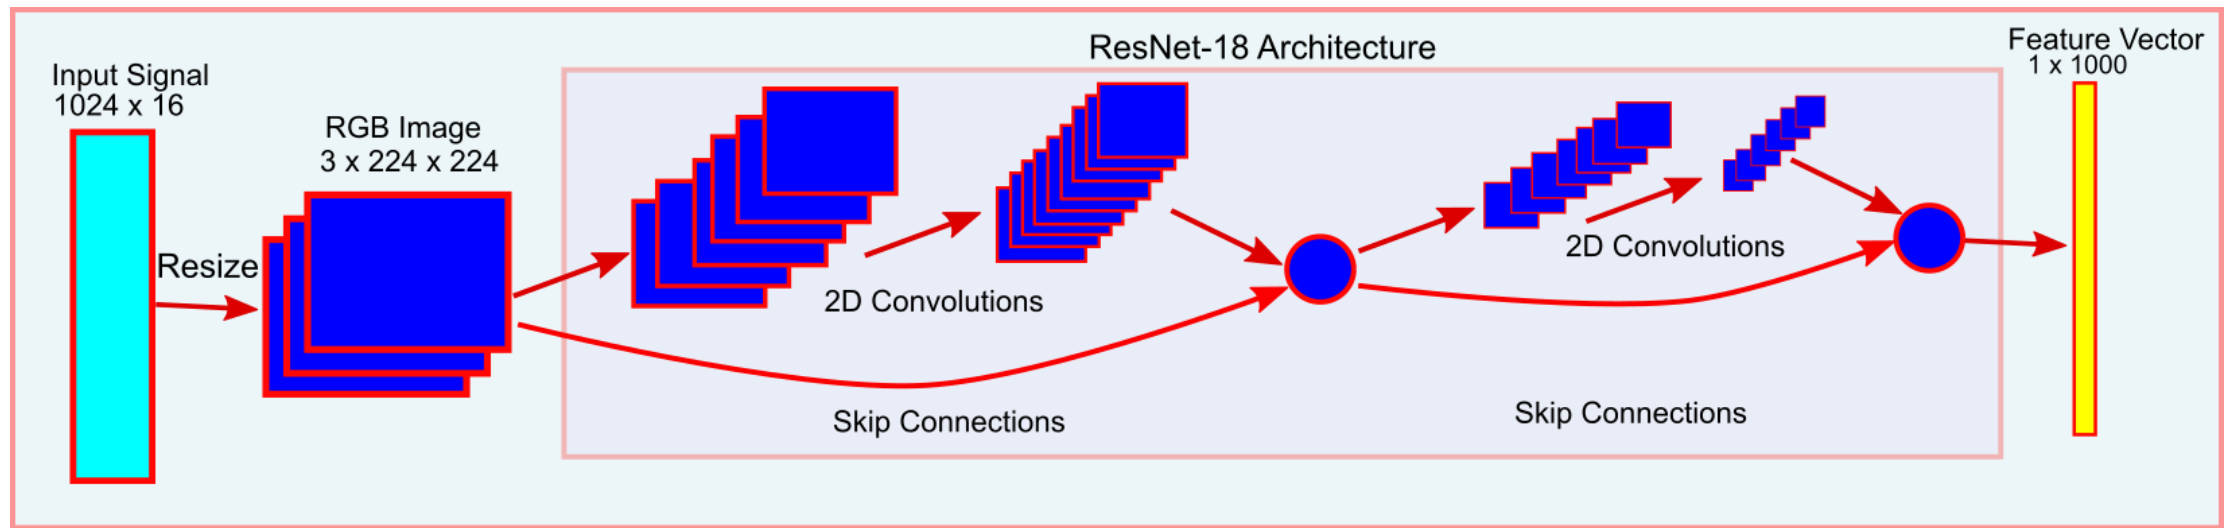 ResNet-18 Architecture
Input Signal
1024 x 16
Resize
RGB Image
3 x 224 x 224
2D Convolutions
Skip Connections
2D Convolutions
Skip Connections
Feature Vector
1 x 1000